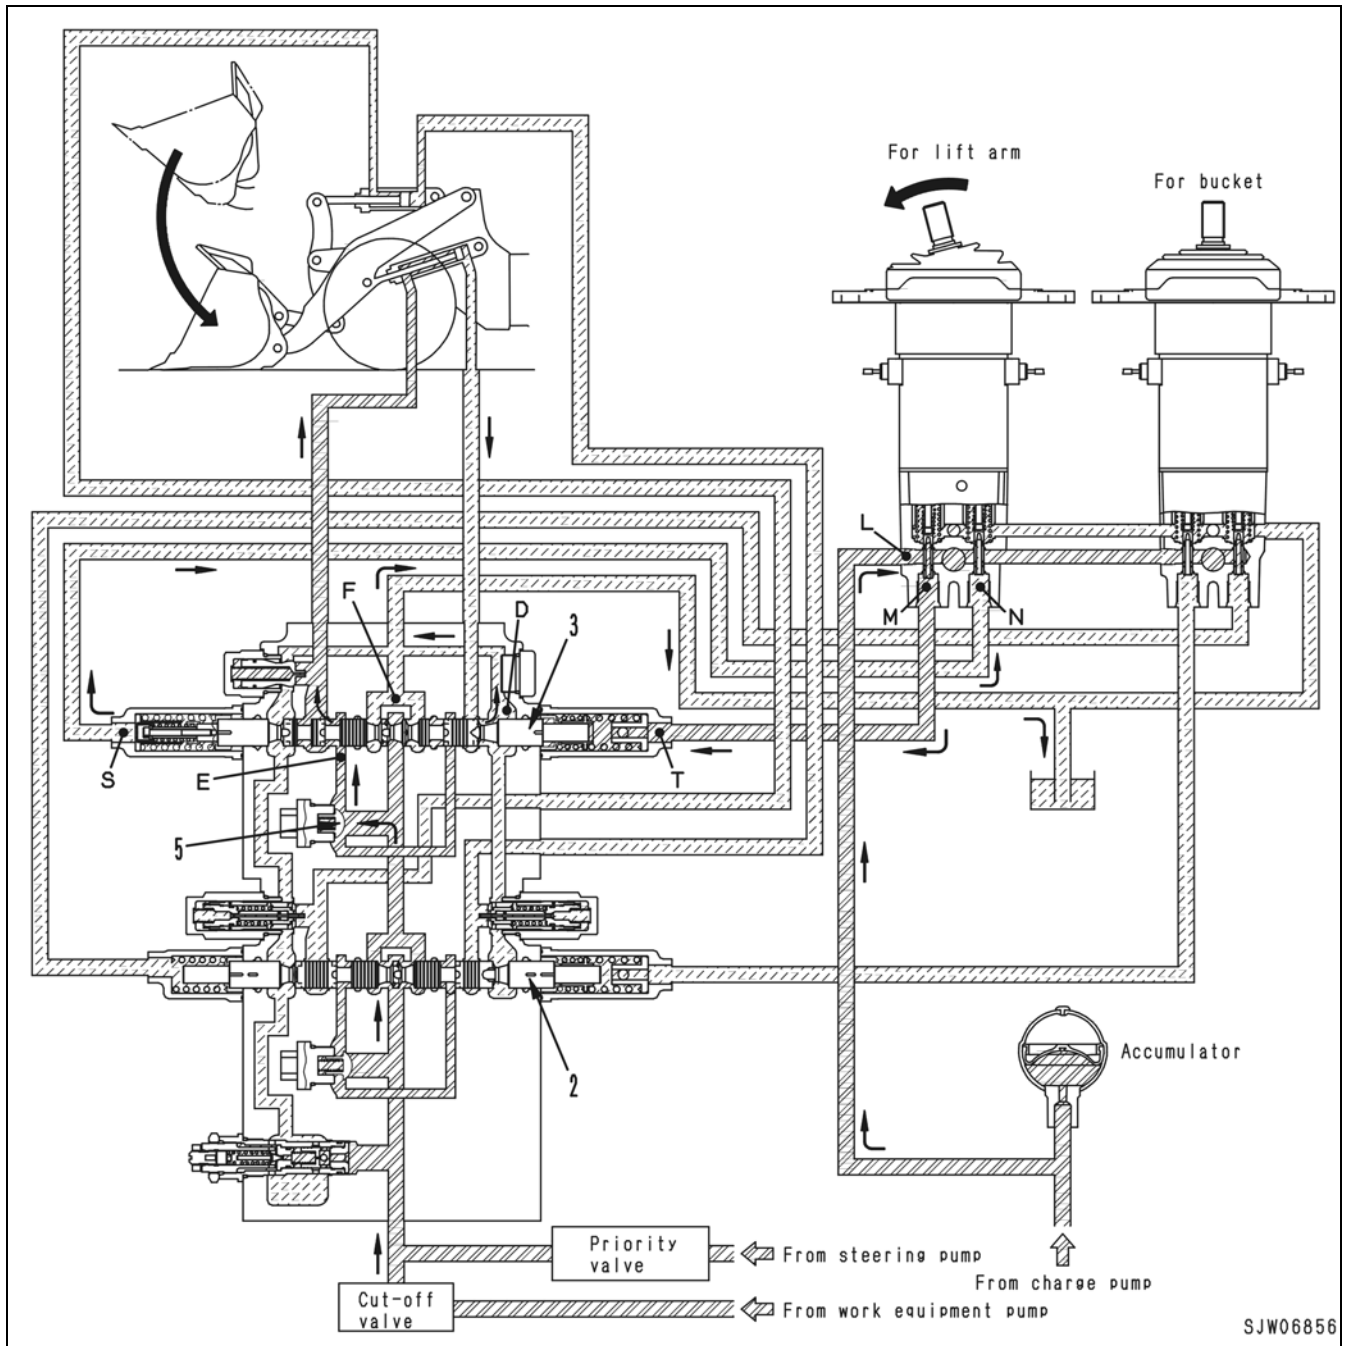 For lift arm
For bucket
L
M
N
F
D
3
S
E
T
5
2
Accumulator
Priority
valve
From steering pump
From charge pump
Cut-off
valve
From work equipment pump
SJW06856